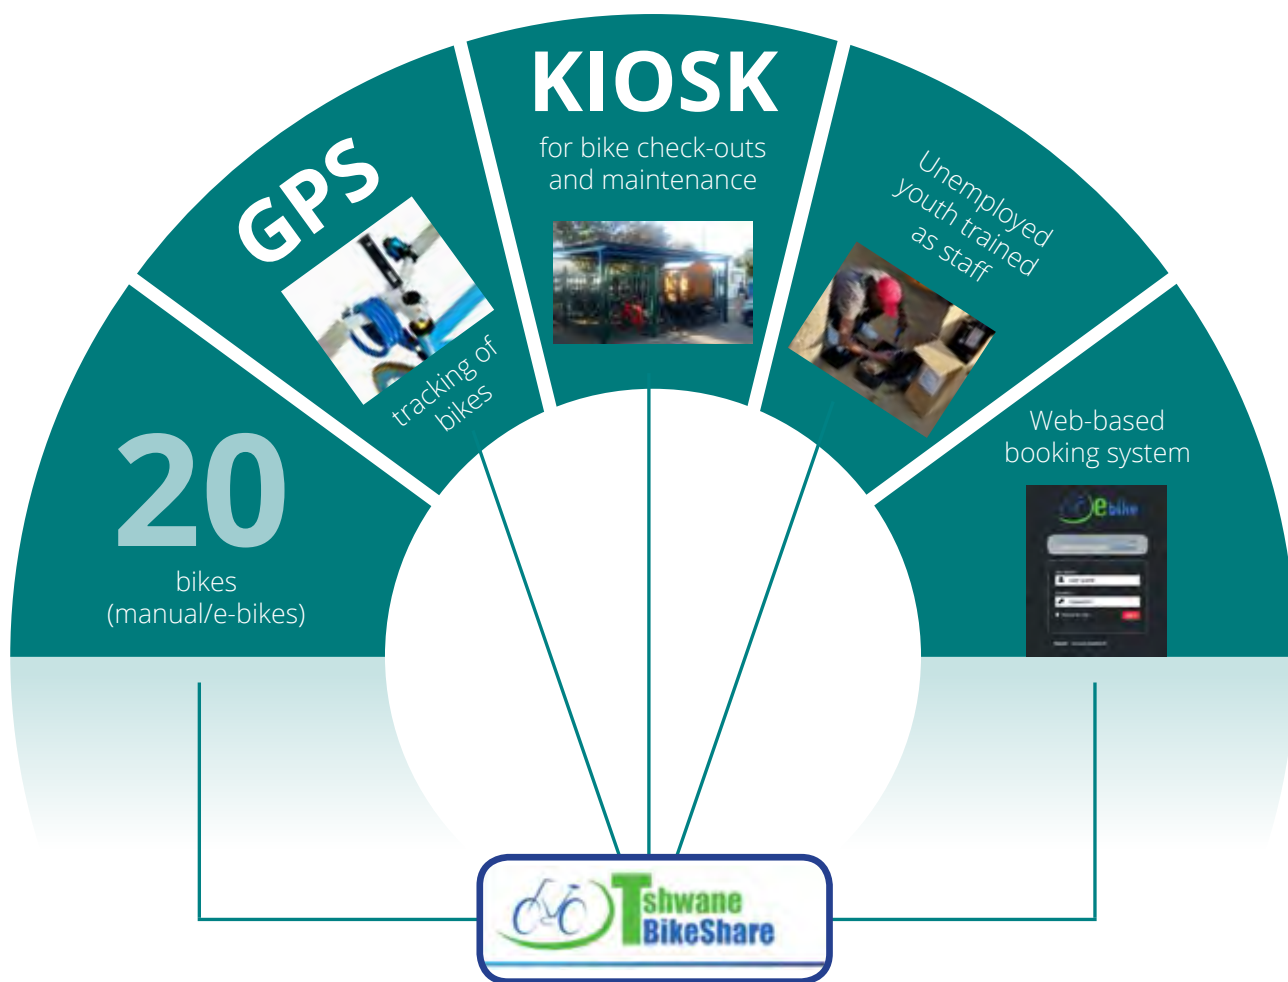 KIOSK
for bike check-outs
and maintenance
GPS
tracking of
bikes
Unemployed
youth trained
as staff
20
bikes
(manual/e-bikes)
Web-based
booking system
ebike
Tshwane
BikeShare